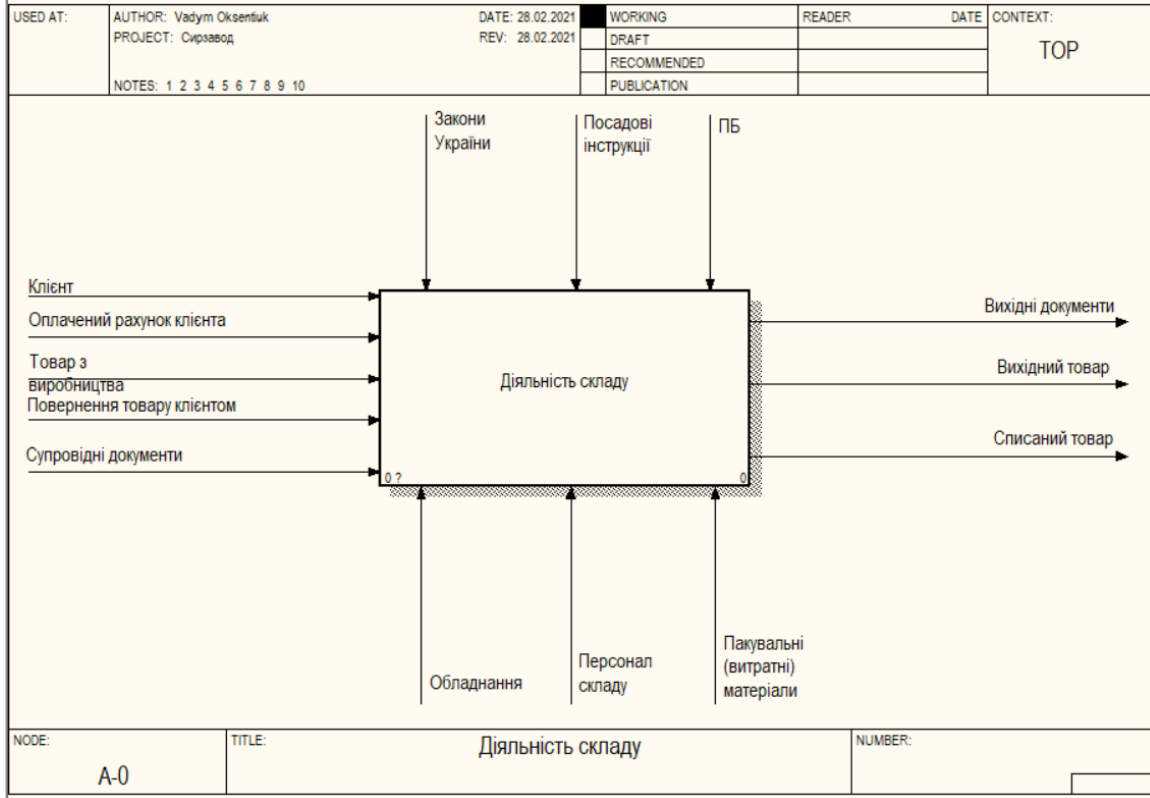 USED AT:
AUTHOR: Vadym Oksentiuk
DATE: 28.02.2021
PROJECT: Сирзавод
REV: 28.02.2021
NOTES: 1 2 3 4 5 6 7 8 9 10
WORKING
DRAFT
RECOMMENDED
PUBLICATION
READER
DATE
CONTEXT:
TOP
Закони
України
Посадові
інструкції
ПБ
Клієнт
Оплачений рахунок клієнта
Товар з
виробництва
Повернення товару клієнтом
Супровідні документи
Діяльність складу
0 ?
0
Вихідні документи
Вихідний товар
Списаний товар
Обладнання
Персонал
складу
Пакувальні
(витратні)
матеріали
NODE:
A-0
TITLE:
Діяльність складу
NUMBER: